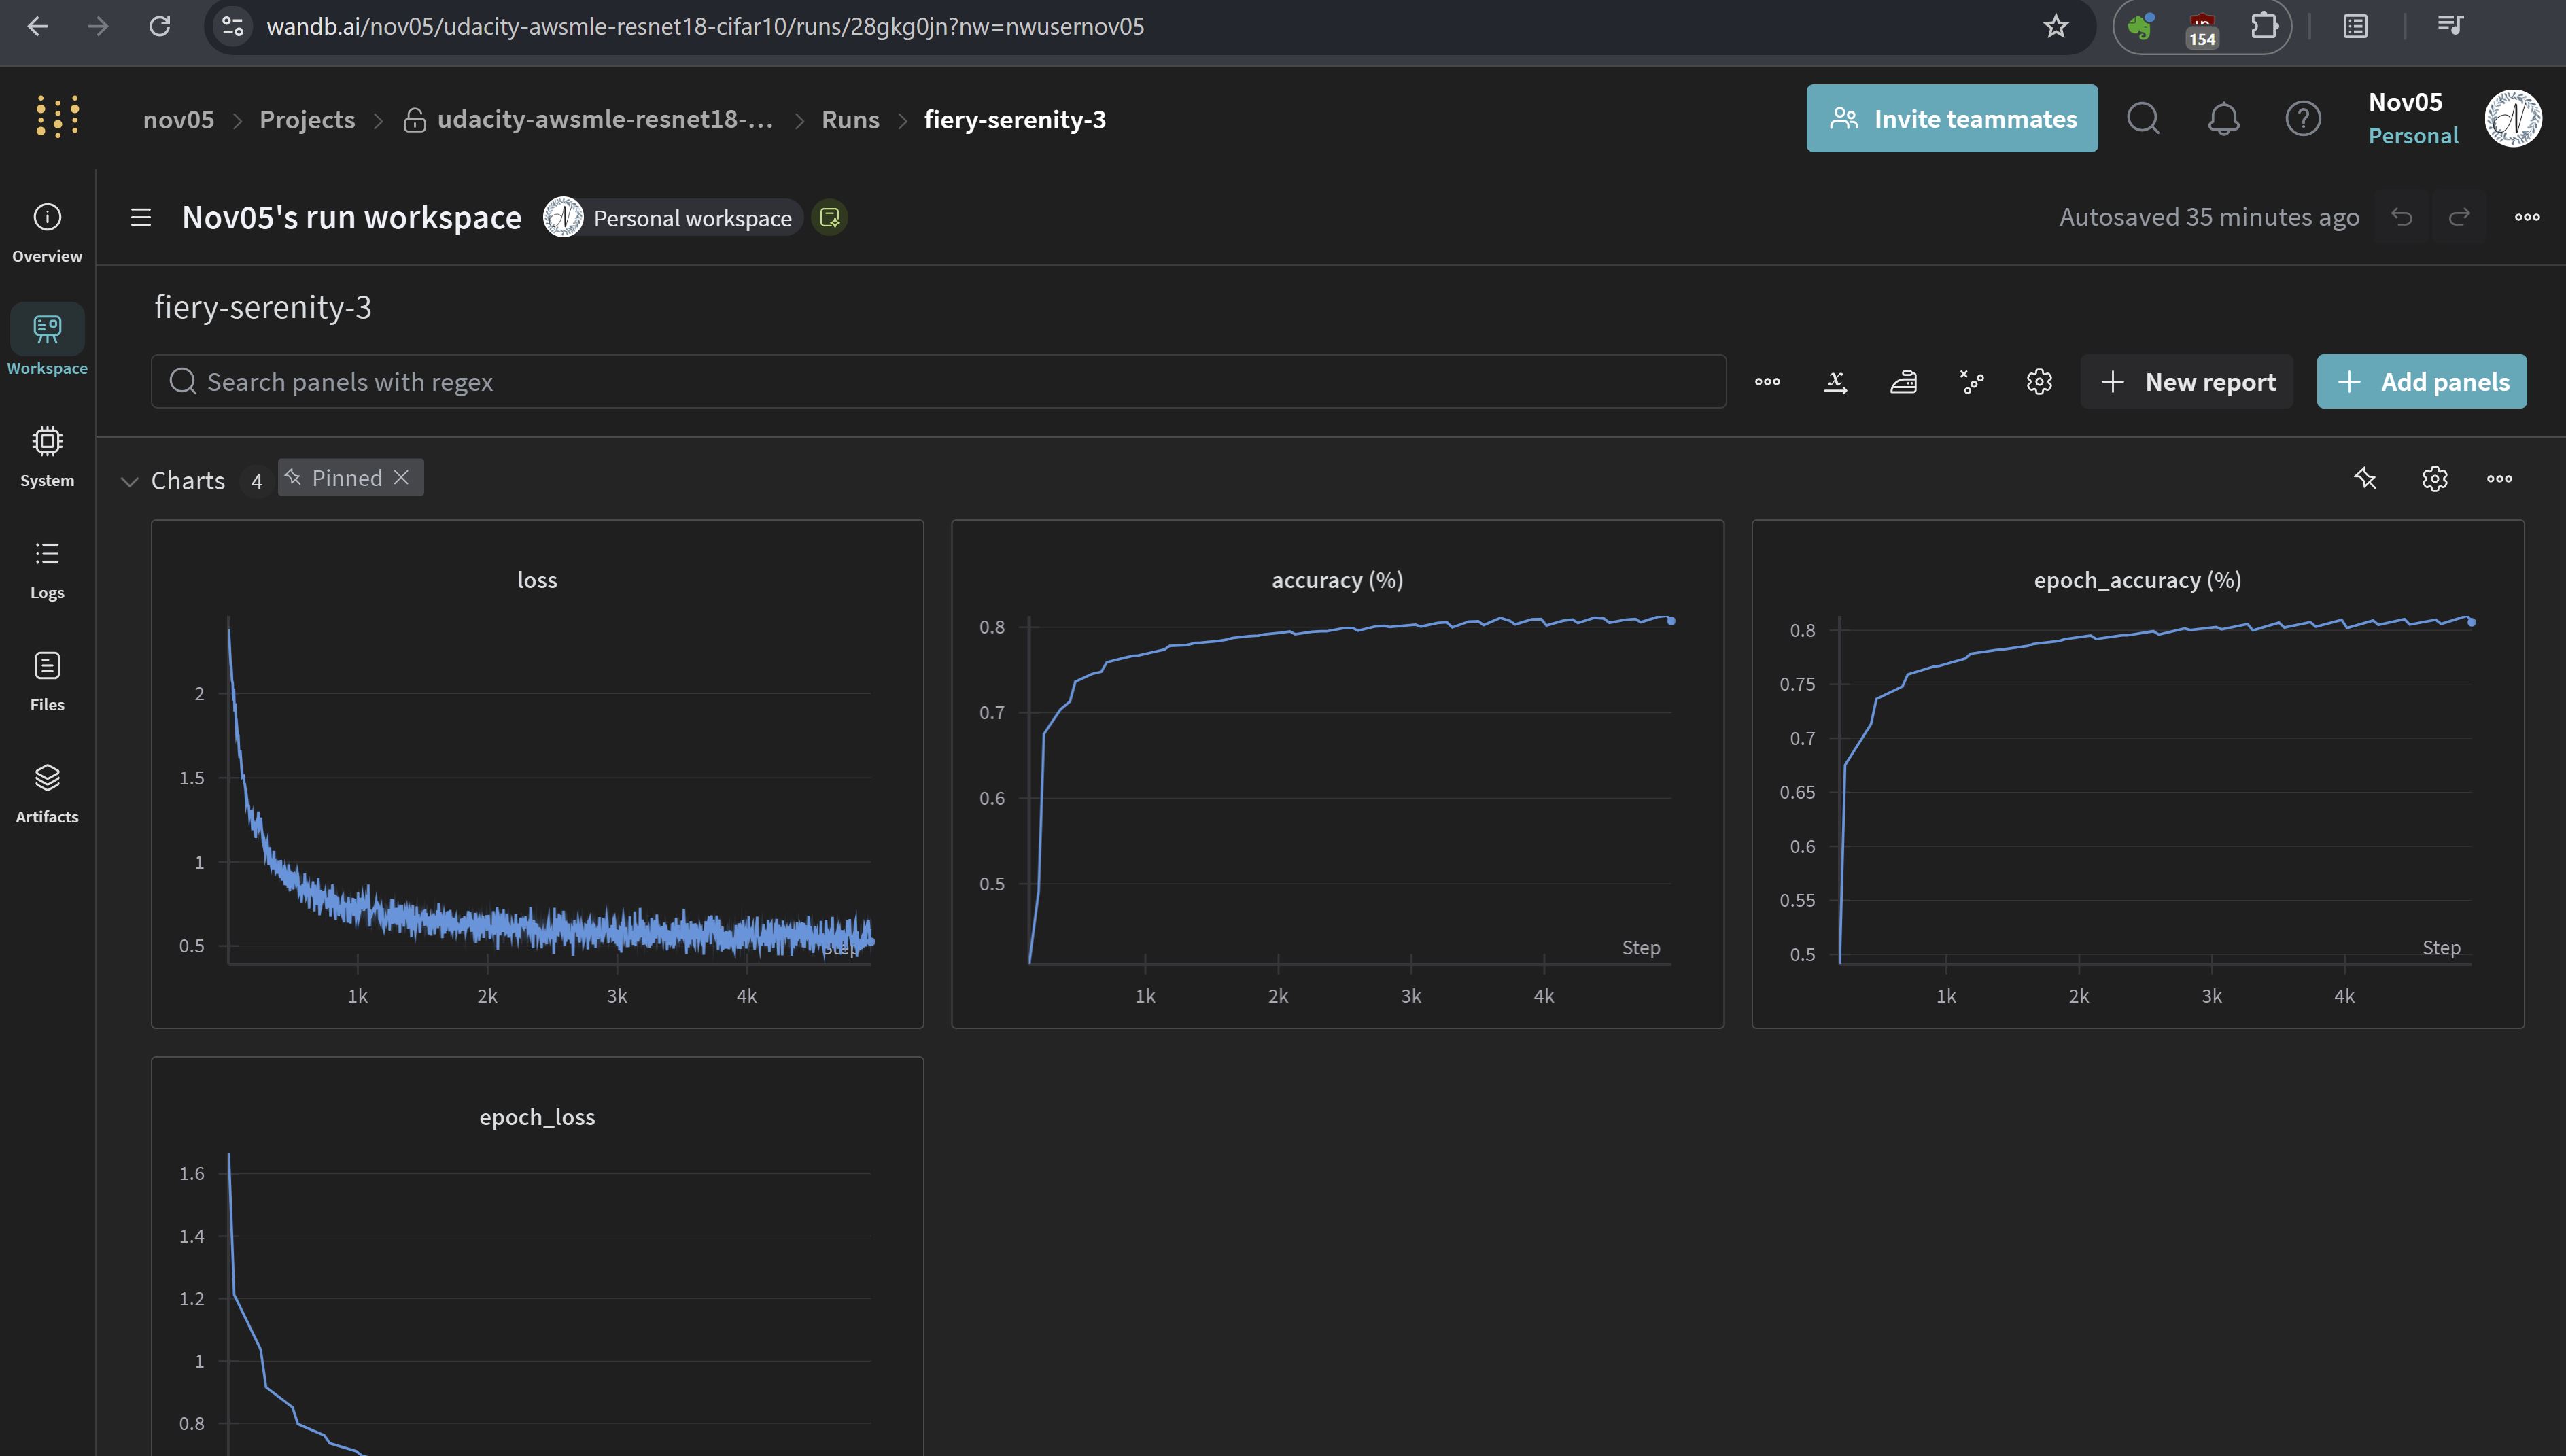 wandb.ai/nov05/udacity-awsmle-resnet18-cifar10/runs/28gkg0jn?nw=nwusernov05
154
nov05 > Projects > udacity-awsmle-resnet18-... > Runs > fiery-serenity-3
Invite teammates
Nov05
Personal
Nov05's run workspace
Personal workspace
Autosaved 35 minutes ago
Overview
Workspace
System
Logs
Files
Artifacts
fiery-serenity-3
Search panels with regex
New report
Add panels
Charts 4 Pinned
loss
2
1.5
1
0.5
Step
1k 2k 3k 4k
accuracy (%)
0.8
0.7
0.6
0.5
Step
1k 2k 3k 4k
epoch_accuracy (%)
0.8
0.75
0.7
0.65
0.6
0.55
0.5
Step
1k 2k 3k 4k
epoch_loss
1.6
1.4
1.2
1
0.8